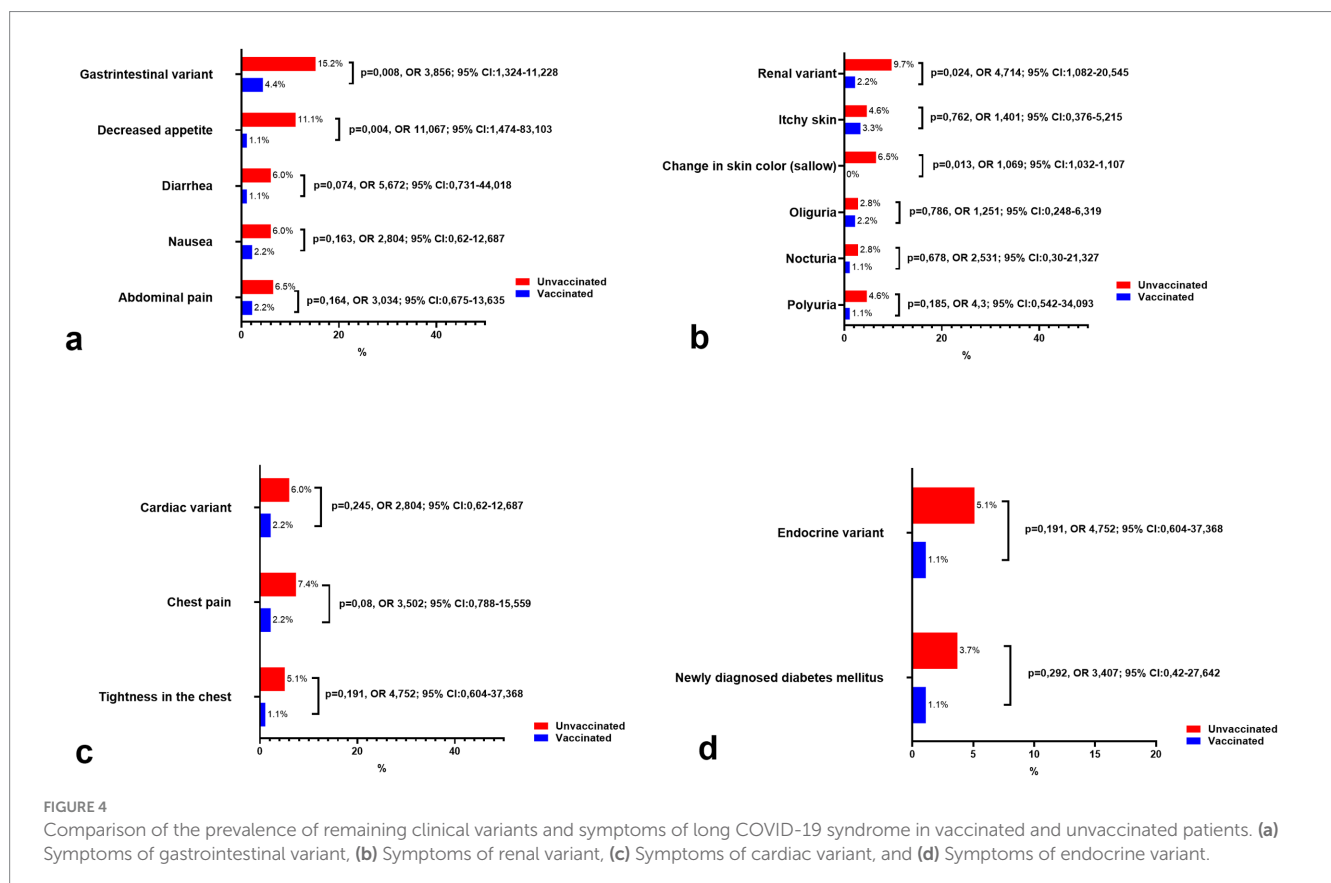 Gastrintestinal variant
15.2%
4.4%
p=0,008, OR 3,856; 95% CI:1,324-11,228
Decreased appetite
11.1%
1.1%
p=0,004, OR 11,067; 95% CI:1,474-83,103
Diarrhea
6.0%
1.1%
p=0,074, OR 5,672; 95% CI:0,731-44,018
Nausea
6.0%
2.2%
p=0,163, OR 2,804; 95% CI:0,62-12,687
Abdominal pain
6.5%
2.2%
p=0,164, OR 3,034; 95% CI:0,675-13,635
Unvaccinated
Vaccinated
0 20 40
%
a
Renal variant
9.7%
2.2%
p=0,024, OR 4,714; 95% CI:1,082-20,545
Itchy skin
4.6%
3.3%
p=0,762, OR 1,401; 95% CI:0,376-5,215
Change in skin color (sallow)
6.5%
0%
p=0,013, OR 1,069; 95% CI:1,032-1,107
Oliguria
2.8%
2.2%
p=0,786, OR 1,251; 95% CI:0,248-6,319
Nocturia
2.8%
1.1%
p=0,678, OR 2,531; 95% CI:0,30-21,327
Polyuria
4.6%
1.1%
p=0,185, OR 4,3; 95% CI:0,542-34,093
Unvaccinated
Vaccinated
0 20 40
%
b
Cardiac variant
6.0%
2.2%
p=0,245, OR 2,804; 95% CI:0,62-12,687
Chest pain
7.4%
2.2%
p=0,08, OR 3,502; 95% CI:0,788-15,559
Tightness in the chest
5.1%
1.1%
p=0,191, OR 4,752; 95% CI:0,604-37,368
Unvaccinated
Vaccinated
0 20 40
%
c
Endocrine variant
5.1%
1.1%
p=0,191, OR 4,752; 95% CI:0,604-37,368
Newly diagnosed diabetes mellitus
3.7%
1.1%
p=0,292, OR 3,407; 95% CI:0,42-27,642
Unvaccinated
Vaccinated
0 5 10 15 20
%
d
FIGURE 4
Comparison of the prevalence of remaining clinical variants and symptoms of long COVID-19 syndrome in vaccinated and unvaccinated patients. (a)
Symptoms of gastrointestinal variant, (b) Symptoms of renal variant, (c) Symptoms of cardiac variant, and (d) Symptoms of endocrine variant.